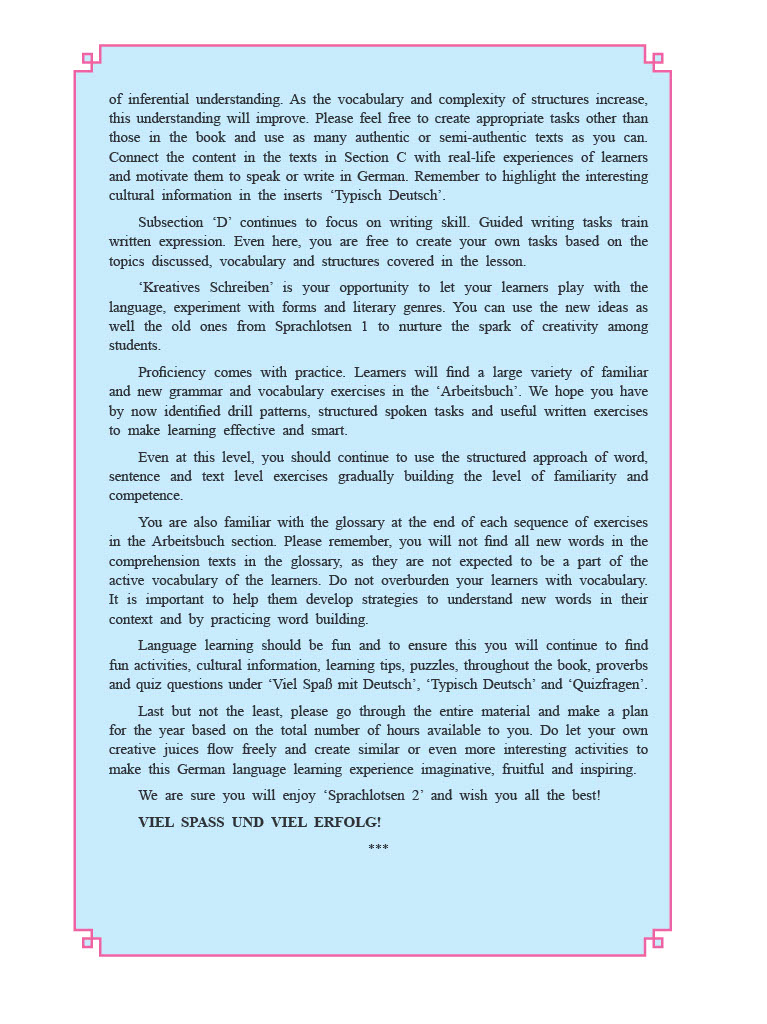 of inferential understanding. As the vocabulary and complexity of structures increase,
this understanding will improve. Please feel free to create appropriate tasks other than
those in the book and use as many authentic or semi-authentic texts as you can.
Connect the content in the texts in Section C with real-life experiences of learners
and motivate them to speak or write in German. Remember to highlight the interesting
cultural information in the inserts ‘Typisch Deutsch’.
Subsection ‘D’ continues to focus on writing skill. Guided writing tasks train
written expression. Even here, you are free to create your own tasks based on the
topics discussed, vocabulary and structures covered in the lesson.
‘Kreatives Schreiben’ is your opportunity to let your learners play with the
language, experiment with forms and literary genres. You can use the new ideas as
well the old ones from Sprachlotsen 1 to nurture the spark of creativity among
students.
Proficiency comes with practice. Learners will find a large variety of familiar
and new grammar and vocabulary exercises in the ‘Arbeitsbuch’. We hope you have
by now identified drill patterns, structured spoken tasks and useful written exercises
to make learning effective and smart.
Even at this level, you should continue to use the structured approach of word,
sentence and text level exercises gradually building the level of familiarity and
competence.
You are also familiar with the glossary at the end of each sequence of exercises
in the Arbeitsbuch section. Please remember, you will not find all new words in the
comprehension texts in the glossary, as they are not expected to be a part of the
active vocabulary of the learners. Do not overburden your learners with vocabulary.
It is important to help them develop strategies to understand new words in their
context and by practicing word building.
Language learning should be fun and to ensure this you will continue to find
fun activities, cultural information, learning tips, puzzles, throughout the book, proverbs
and quiz questions under ‘Viel Spaß mit Deutsch’, ‘Typisch Deutsch’ and ‘Quizfragen’.
Last but not the least, please go through the entire material and make a plan
for the year based on the total number of hours available to you. Do let your own
creative juices flow freely and create similar or even more interesting activities to
make this German language learning experience imaginative, fruitful and inspiring.
We are sure you will enjoy ‘Sprachlotsen 2’ and wish you all the best!
VIEL SPASS UND VIEL ERFOLG!
***